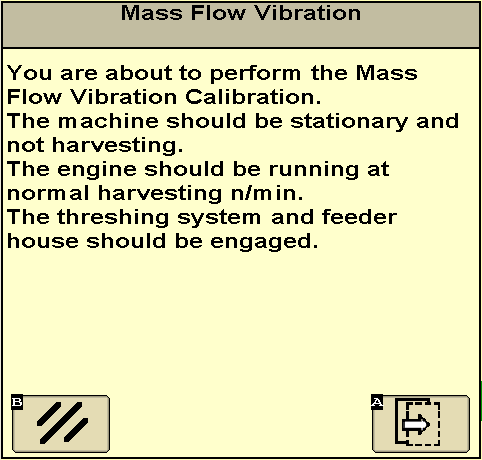 Mass Flow Vibration
You are about to perform the Mass
Flow Vibration Calibration.
The machine should be stationary and
not harvesting.
The engine should be running at
normal harvesting n/min.
The threshing system and feeder
house should be engaged.
B
A